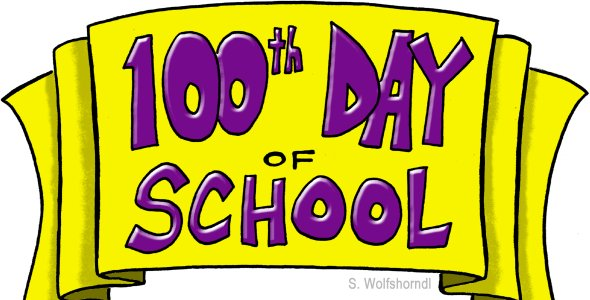 100th DAY
OF
SCHOOL
S. Wolfshorndl